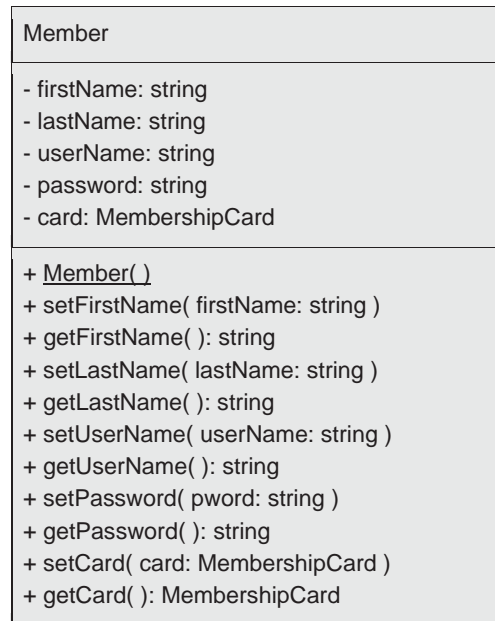 Member
- firstName: string
- lastName: string
- userName: string
- password: string
- card: MembershipCard
+ Member( )
+ setFirstName( firstName: string )
+ getFirstName( ): string
+ setLastName( lastName: string )
+ getLastName( ): string
+ setUserName( userName: string )
+ getUserName( ): string
+ setPassword( pword: string )
+ getPassword( ): string
+ setCard( card: MembershipCard )
+ getCard( ): MembershipCard